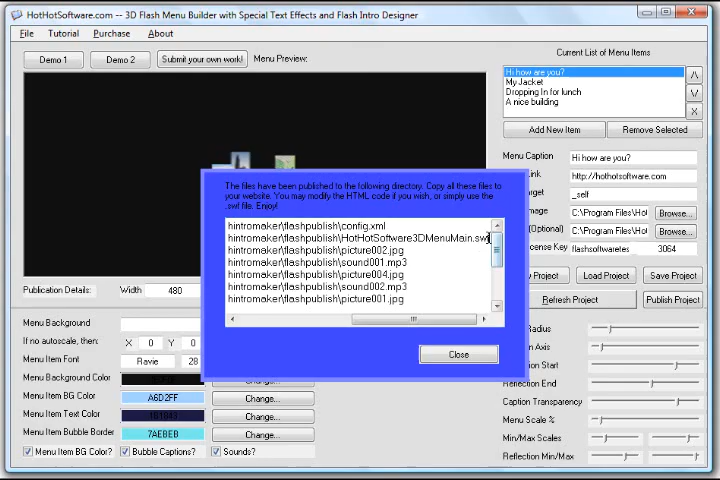 HotHotSoftware.com -- 3D Flash Menu Builder with Special Text Effects and Flash Intro Designer
File Tutorial Purchase About
Demo 1 Demo 2 Submit your own work! Menu Preview:
Current List of Menu Items
Hi how are you?
My Jacket
Dropping In for lunch
A nice building
/\
\/
X
Add New Item Remove Selected
Menu Caption Hi how are you?
Link http://hothotsoftware.com
_self
C:\Program Files\Hot Browse...
(Optional) C:\Program Files\Hot Browse...
License Key flashsoftwaretes 3064
Project Load Project Save Project
Refresh Project Publish Project
The files have been published to the following directory. Copy all these files to
your website. You may modify the HTML code if you wish, or simply use the
.swf file. Enjoy!
hintromaker\flashpublish\config.xml
hintromaker\flashpublish\HotHotSoftware3DMenuMain.swf
hintromaker\flashpublish\picture002.jpg
hintromaker\flashpublish\sound001.mp3
hintromaker\flashpublish\picture004.jpg
hintromaker\flashpublish\sound002.mp3
hintromaker\flashpublish\picture001.jpg
Close
Publication Details: Width 480
Menu Background
If no autoscale, then: X 0 Y 0
Menu Item Font Ravie 28
Menu Background Color
Menu Item BG Color A6D2FF Change...
Menu Item Text Color Change...
Menu Item Bubble Border 7AEBEB Change...
Menu Item BG Color? Bubble Captions? Sounds?
Radius
Axis
Start
Reflection End
Caption Transparency
Menu Scale %
Min/Max Scales
Reflection Min/Max